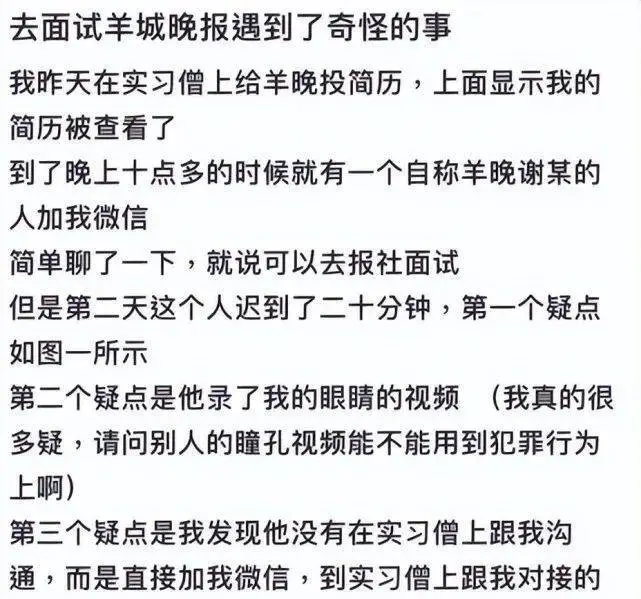 去面试羊城晚报遇到了奇怪的事
我昨天在实习僧上给羊晚投简历，上面显示我的
简历被查看了
到了晚上十点多的时候就有一个自称羊晚谢某的
人加我微信
简单聊了一下，就说可以去报社面试
但是第二天这个人迟到了二十分钟，第一个疑点
如图一所示
第二个疑点是他录了我的眼睛的视频 （我真的很
多疑，请问别人的瞳孔视频能不能用到犯罪行为
上啊）
第三个疑点是我发现他没有在实习僧上跟我沟
通，而是直接加我微信，到实习僧上跟我对接的